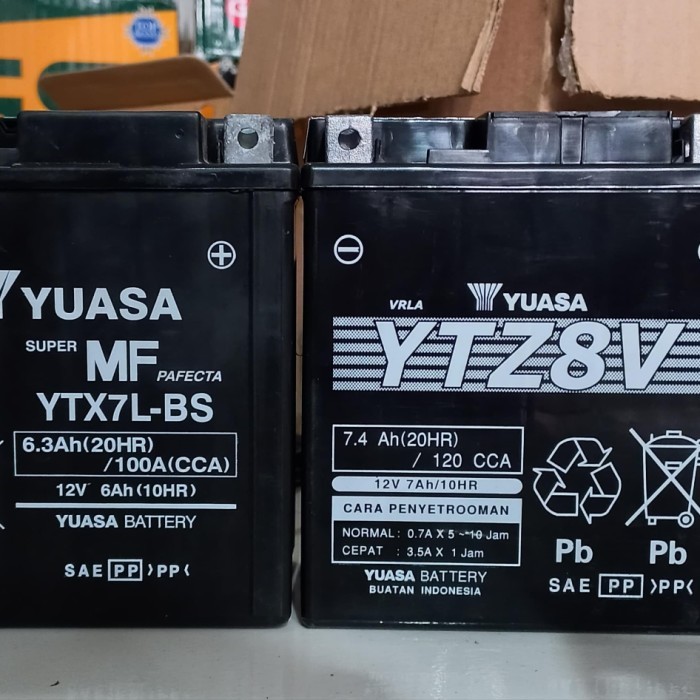 YUASA
SUPER MF PAFECTA
YTX7L-BS
6.3Ah(20HR)
/100A(CCA)
12V 6Ah(10HR)
YUASA BATTERY
SAE PP >PP<
VRLA YUASA
YTZ8V
7.4 Ah(20HR)
/ 120 CCA
12V 7Ah/10HR
CARA PENYETROOMAN
NORMAL : 0.7A X 5 ~ 10 Jam
CEPAT : 3.5A X 1 Jam
YUASA BATTERY
BUATAN INDONESIA
Pb Pb
SAE PP >PP<